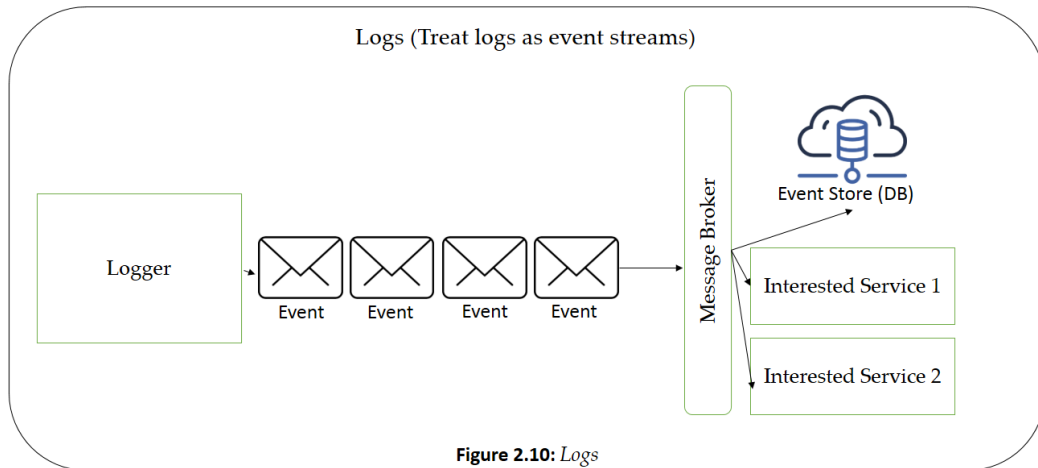 Logs (Treat logs as event streams)
Logger
Event
Event
Event
Event
Message Broker
Event Store (DB)
Interested Service 1
Interested Service 2
Figure 2.10: Logs